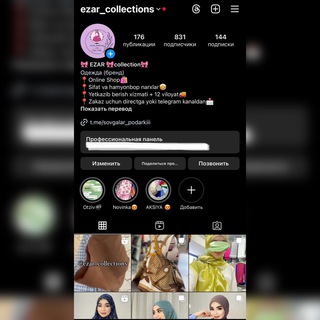 ezar_collections
176
831
144
публикации
подписчики
подписки
EZAR collection
Одежда (бренд)
Online Shop
Sifat va hamyonbop narxlar
Yetkazib berish xizmati + 12 viloyat
Zakaz uchun directga yoki telegram kanaldan
Показать перевод
t.me/sovgalar_podarkiii
Профессиональная панель
Изменить
Поделиться про...
Позвонить
Otziv
Novinka
AKSIYA
Добавить
@ezar_collections